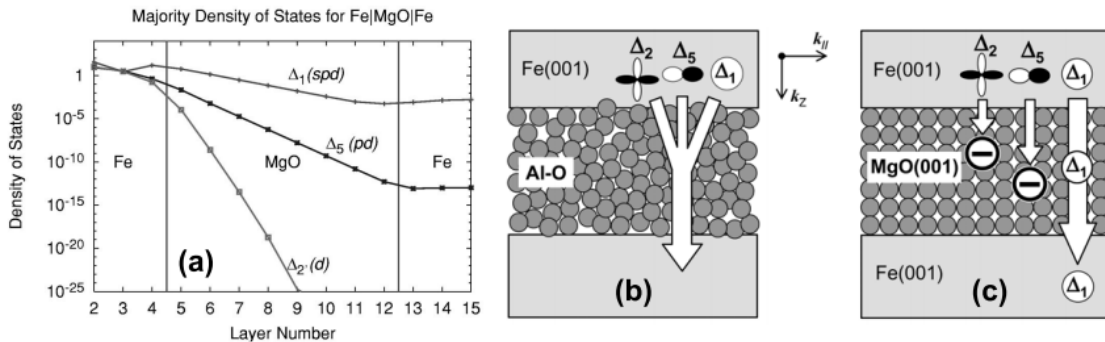 Majority Density of States for Fe|MgO|Fe
Density of States
1
10-5
10-10
10-15
10-20
10-25
Δ1(spd)
Δ5(pd)
Δ2'(d)
Fe
MgO
Fe
(a)
2 3 4 5 6 7 8 9 10 11 12 13 14 15
Layer Number
Fe(001)
Δ2
Δ5
Δ1
k//
kz
Al-O
(b)
Fe(001)
Δ2
Δ5
Δ1
MgO(001)
Δ1
Fe(001)
(c)
Δ1